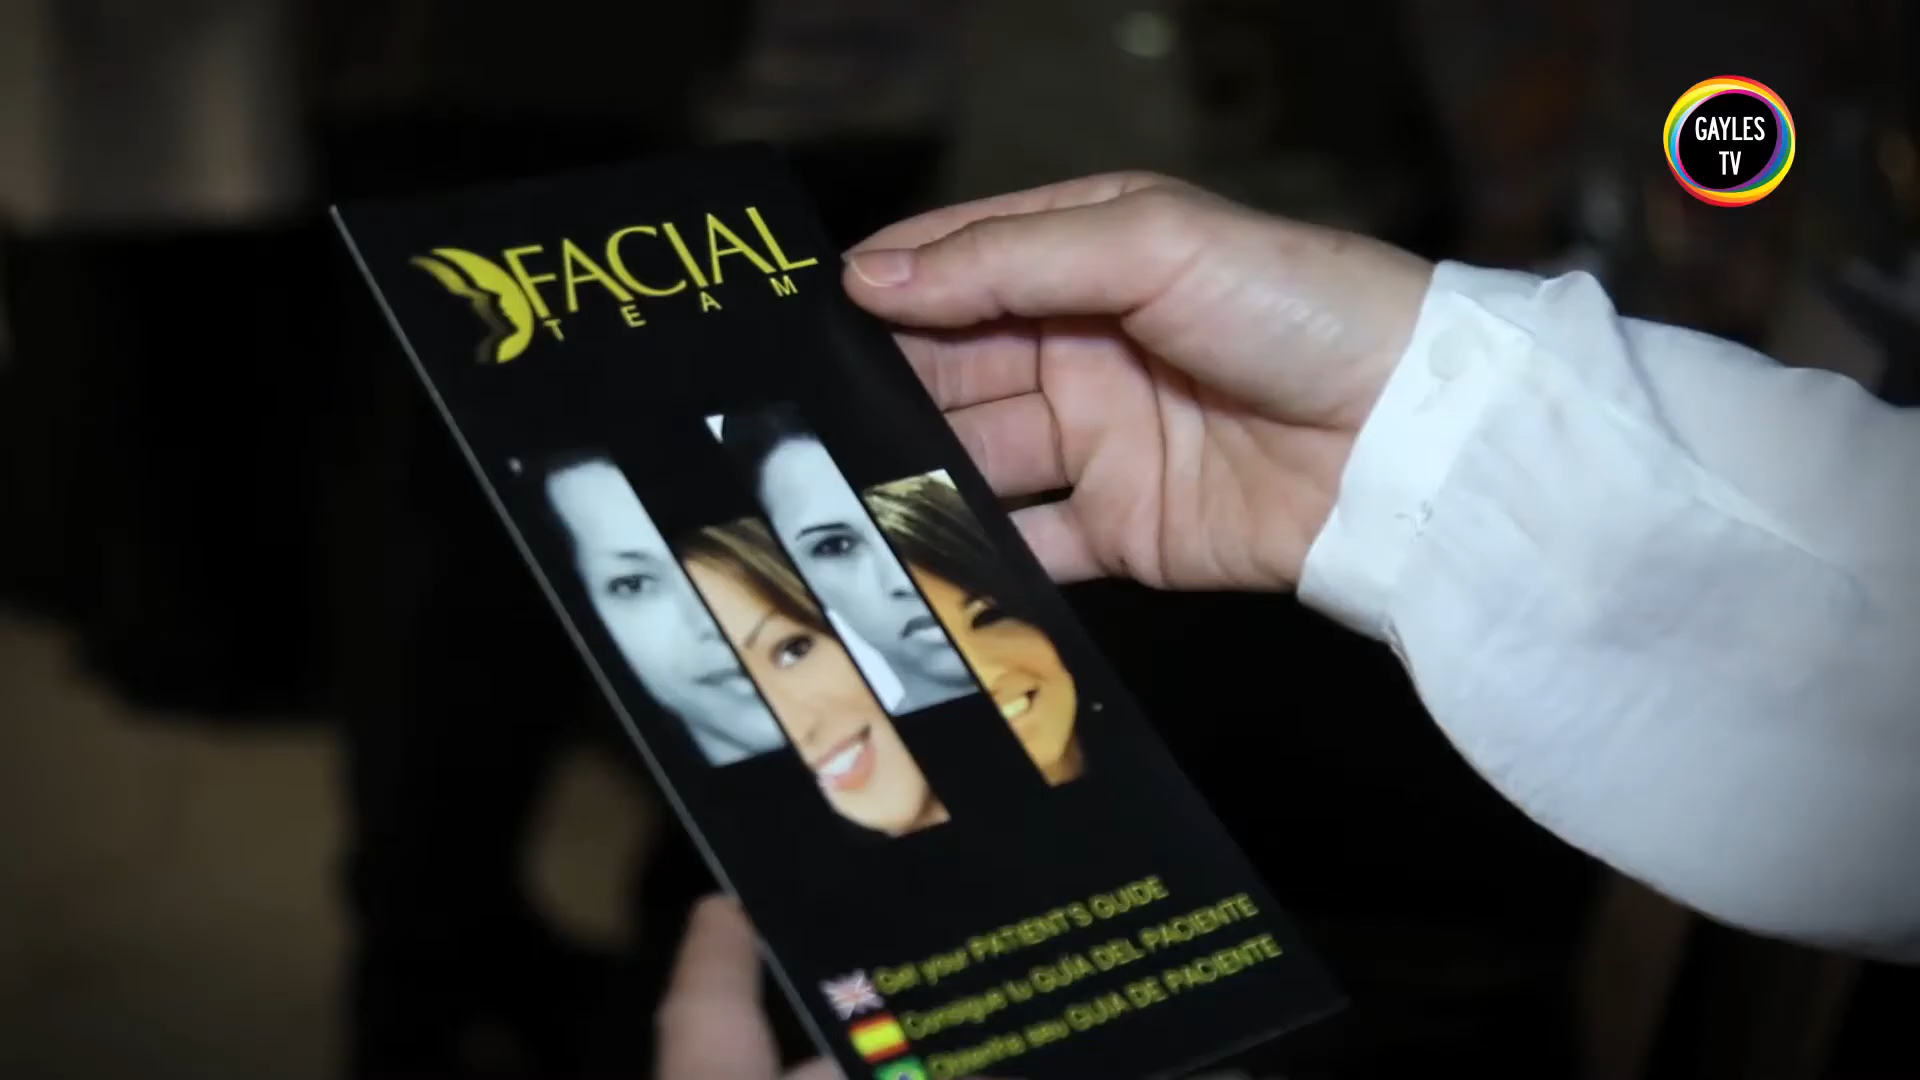 GAYLES
TV
FACIAL
TEAM
Get your PATIENT'S GUIDE
Consigue tu GUÍA DEL PACIENTE
Obtenha seu GUIA DE PACIENTE